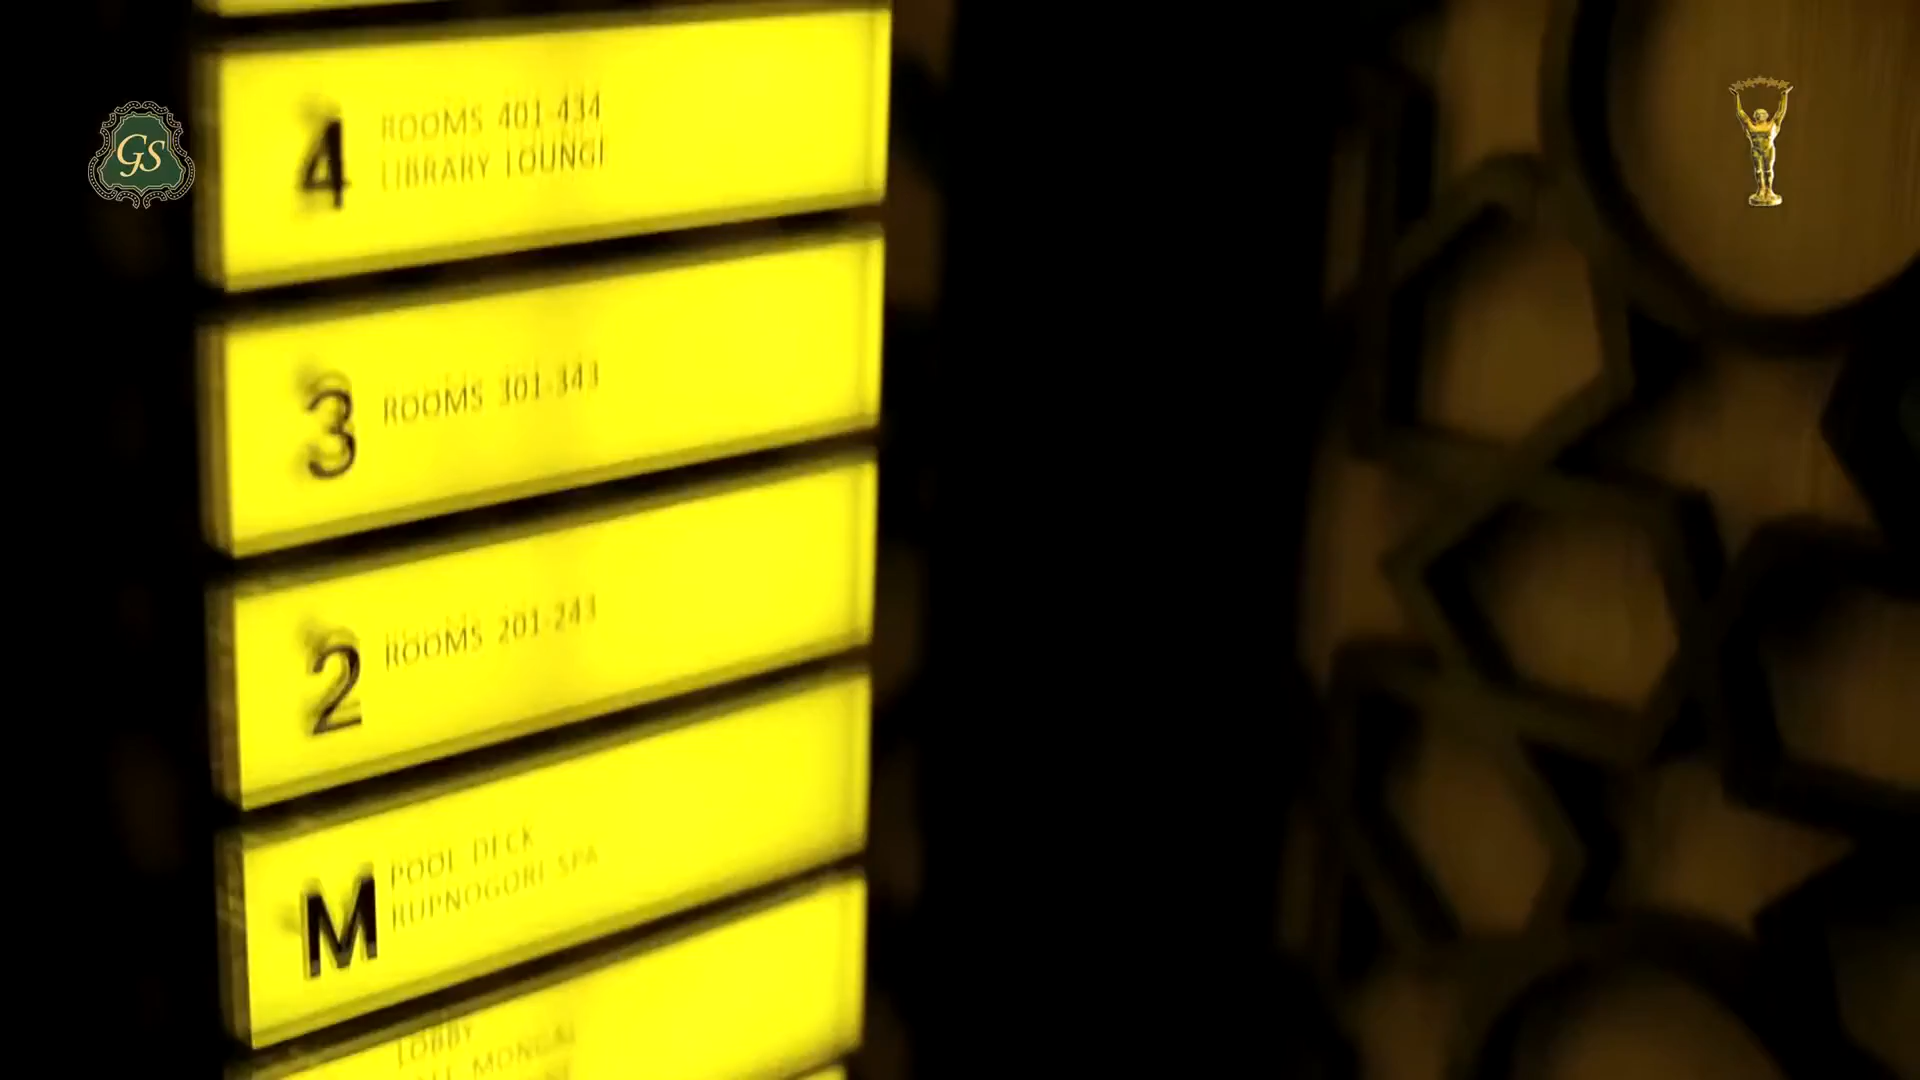 GS
4
ROOMS 401-434
LIBRARY LOUNGE
3
ROOMS 301-343
2
ROOMS 201-243
M
POOL DECK
RUPNOGORI SPA
LOBBY